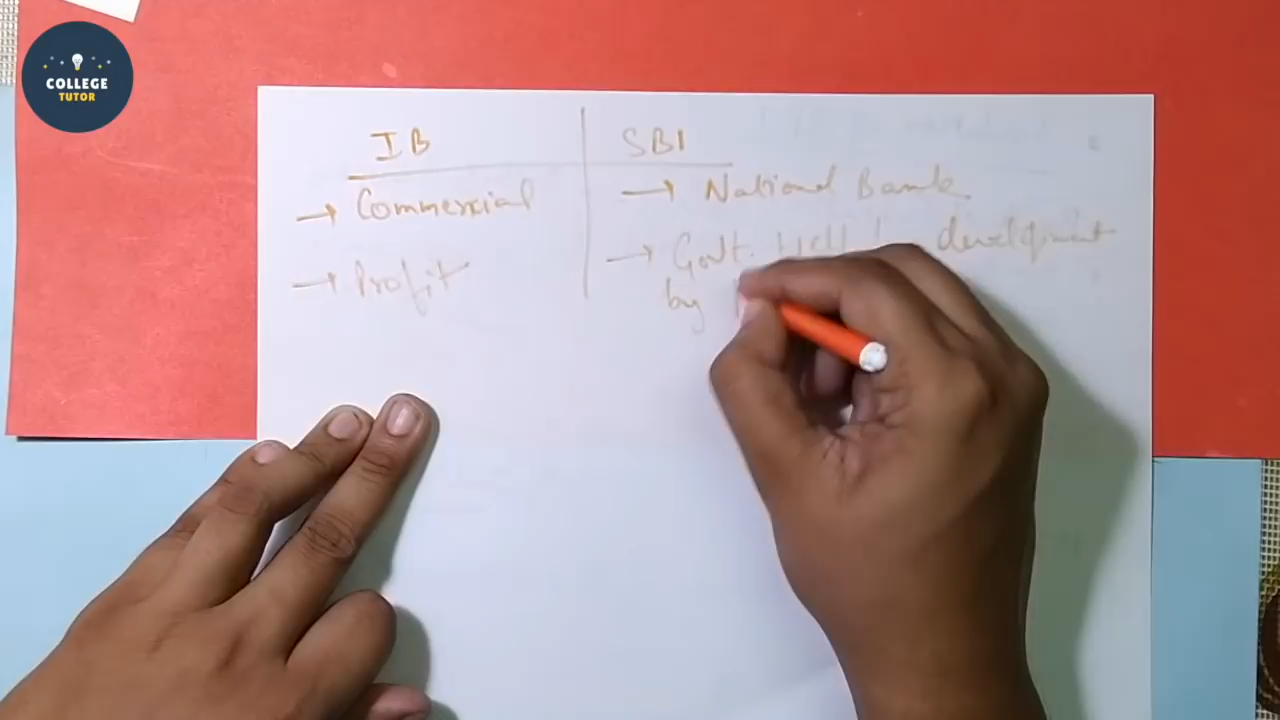 COLLEGE
TUTOR
IB
SBI
→ Commercial
→ National Bank
→ Profit
→ Govt. development
by